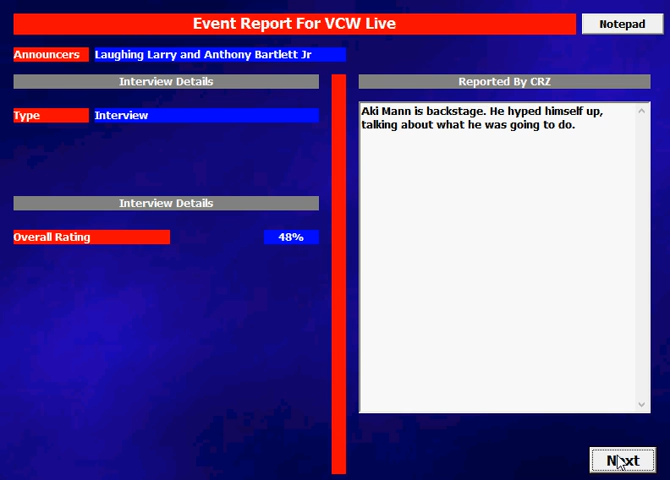 Event Report For VCW Live
Notepad
Announcers Laughing Larry and Anthony Bartlett Jr
Interview Details
Reported By CRZ
Type Interview
Aki Mann is backstage. He hyped himself up,
talking about what he was going to do.
Interview Details
Overall Rating 48%
Next